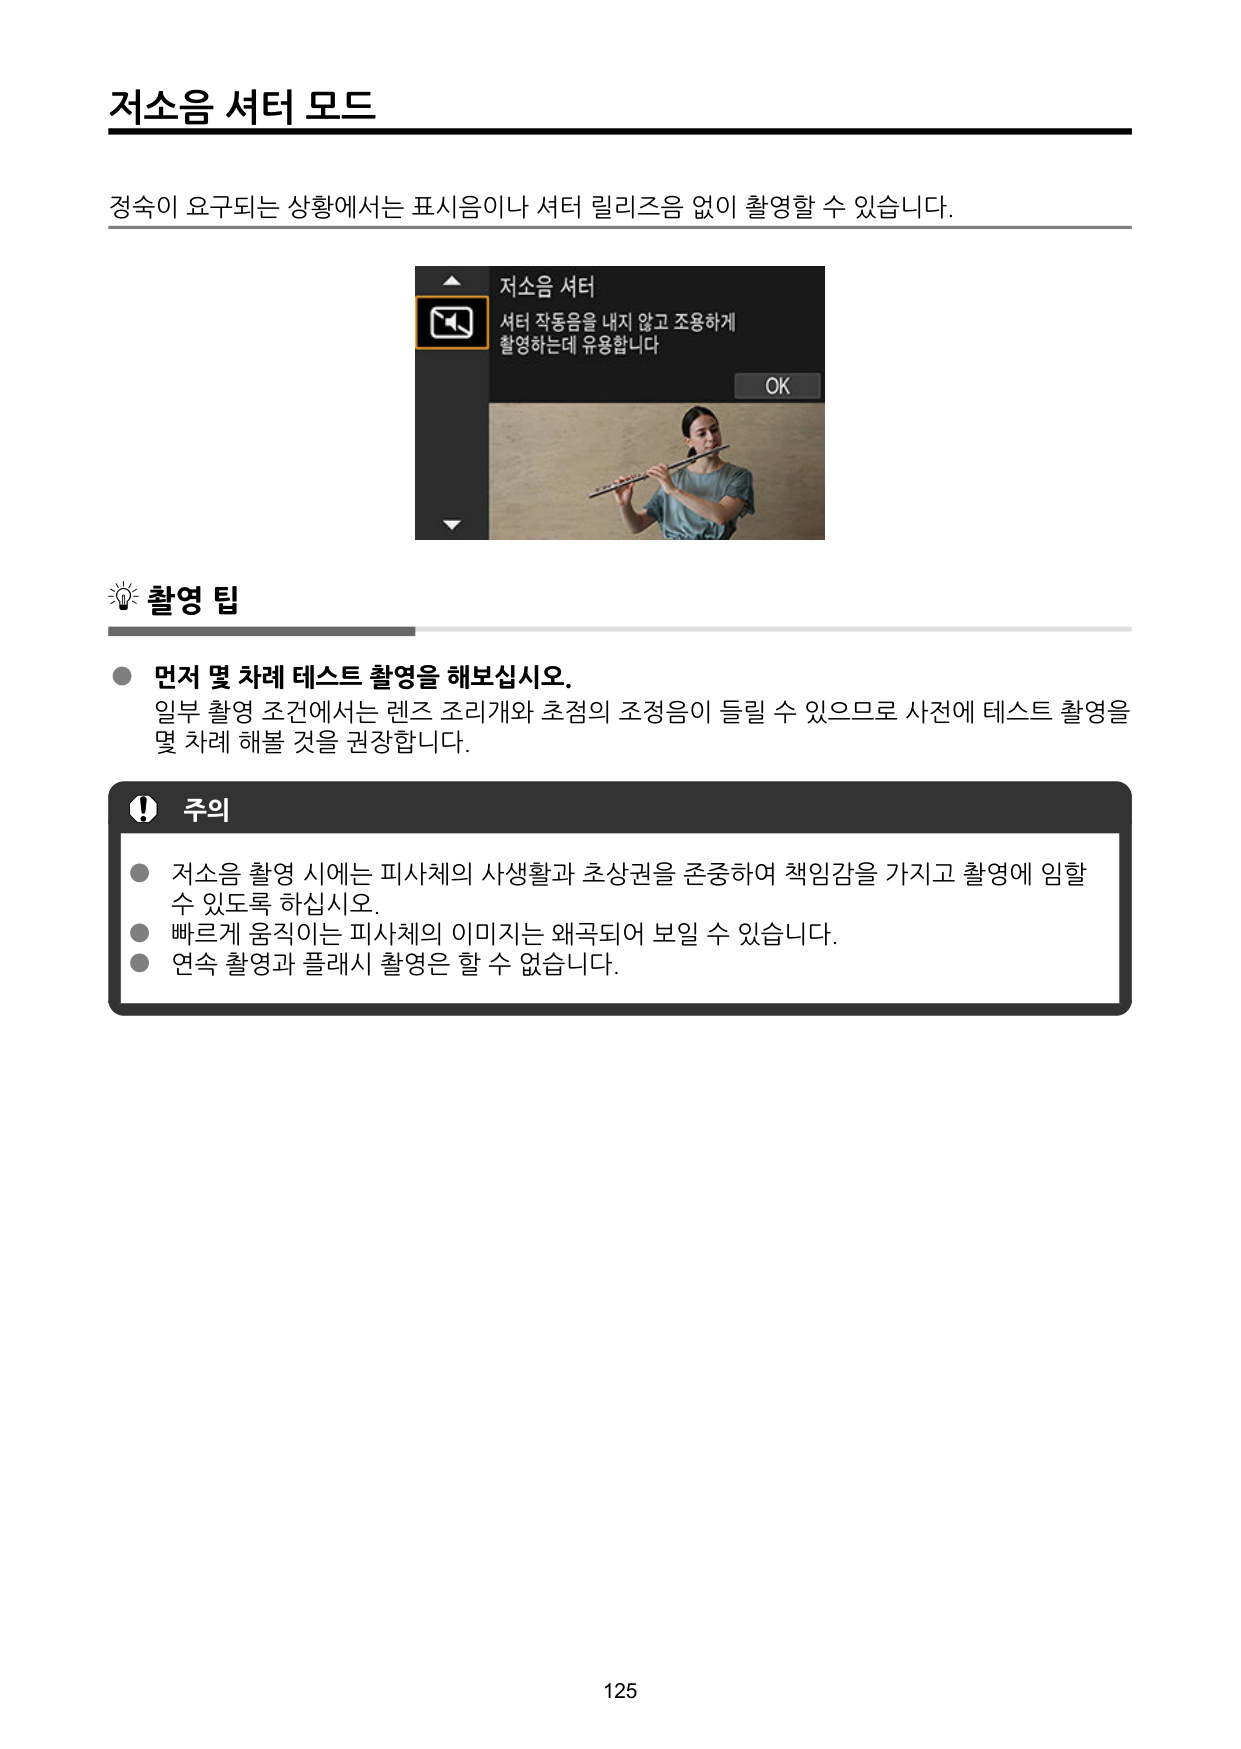 저소음 셔터 모드
정숙이 요구되는 상황에서는 표시음이나 셔터 릴리즈음 없이 촬영할 수 있습니다.
저소음 셔터
셔터 작동음을 내지 않고 조용하게
촬영하는데 유용합니다
OK
촬영 팁
● 먼저 몇 차례 테스트 촬영을 해보십시오.
일부 촬영 조건에서는 렌즈 조리개와 초점의 조정음이 들릴 수 있으므로 사전에 테스트 촬영을
몇 차례 해볼 것을 권장합니다.
주의
● 저소음 촬영 시에는 피사체의 사생활과 초상권을 존중하여 책임감을 가지고 촬영에 임할
수 있도록 하십시오.
● 빠르게 움직이는 피사체의 이미지는 왜곡되어 보일 수 있습니다.
● 연속 촬영과 플래시 촬영은 할 수 없습니다.
125